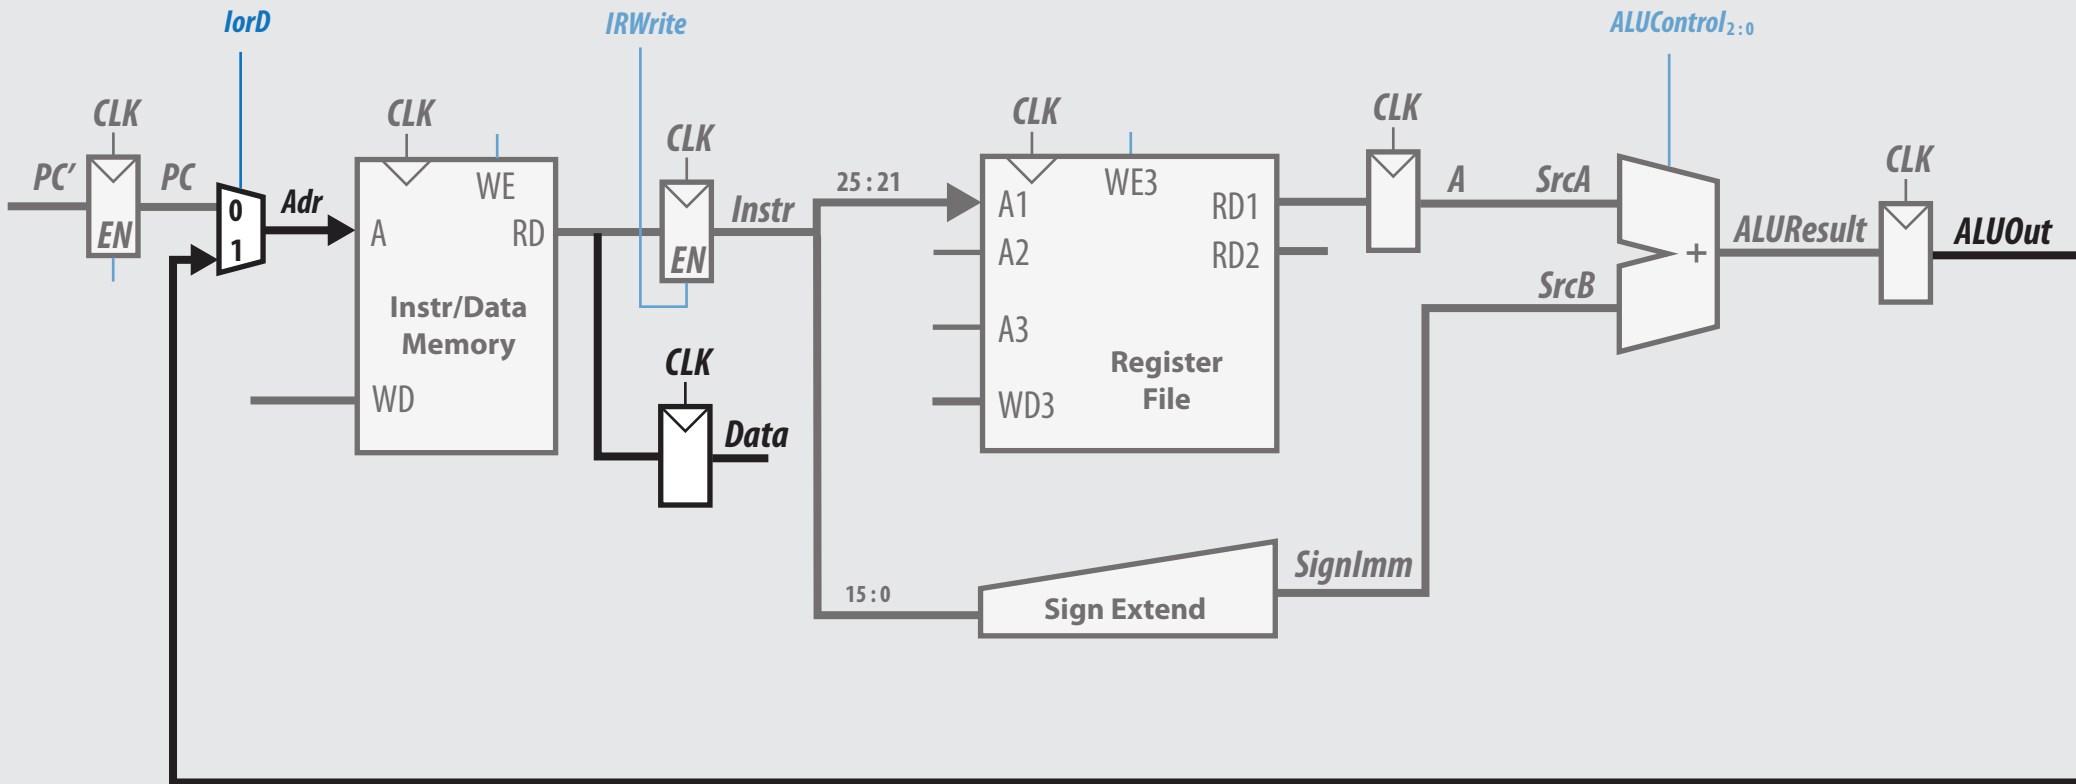 IorD
IRWrite
ALUControl2:0
CLK
CLK
CLK
CLK
CLK
CLK
PC'
PC
EN
0
1
Adr
A
WE
RD
Instr/Data
Memory
WD
EN
Instr
CLK
Data
25:21
15:0
A1
A2
A3
WD3
WE3
RD1
RD2
Register
File
Sign Extend
SignImm
A
SrcA
SrcB
+
ALUResult
ALUOut